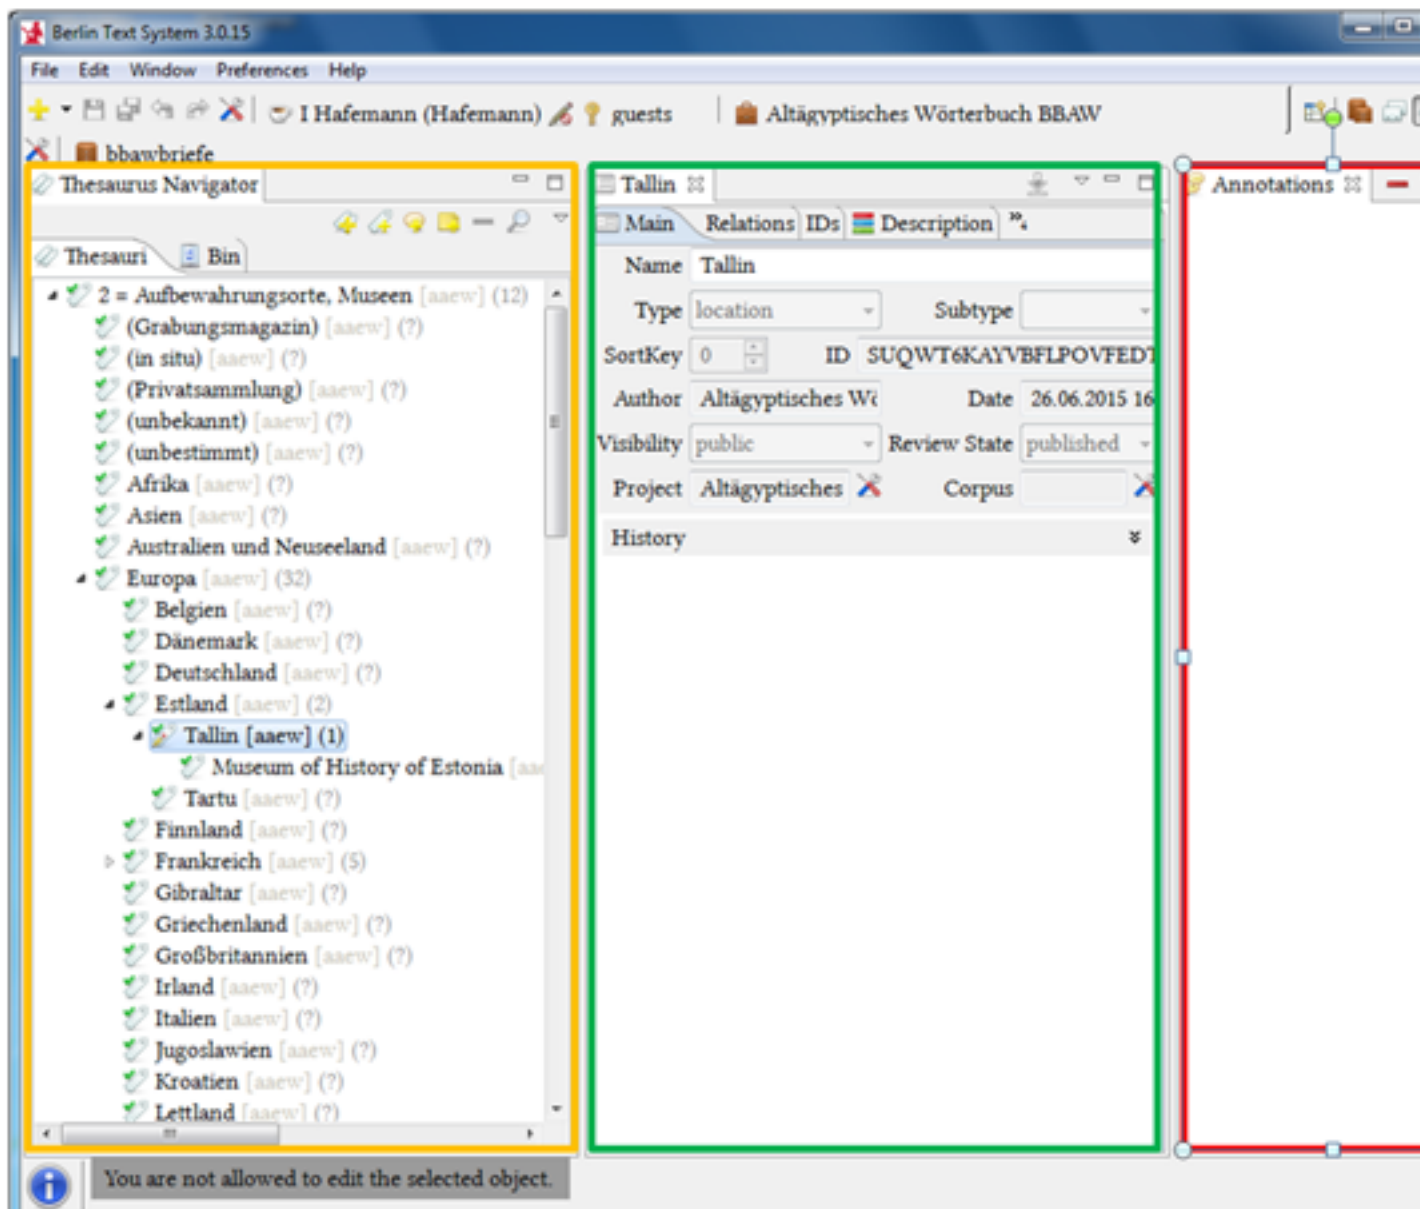 Berlin Text System 3.0.15
File Edit Window Preferences Help
I Hafemann (Hafemann) guests Altägyptisches Wörterbuch BBAW
bbawbriefe
Thesaurus Navigator
Thesauri Bin
2 = Aufbewahrungsorte, Museen [aaew] (12)
(Grabungsmagazin) [aaew] (?)
(in situ) [aaew] (?)
(Privatsammlung) [aaew] (?)
(unbekannt) [aaew] (?)
(unbestimmt) [aaew] (?)
Afrika [aaew] (?)
Asien [aaew] (?)
Australien und Neuseeland [aaew] (?)
Europa [aaew] (32)
Belgien [aaew] (?)
Dänemark [aaew] (?)
Deutschland [aaew] (?)
Estland [aaew] (2)
Tallin [aaew] (1)
Museum of History of Estonia [aae
Tartu [aaew] (?)
Finnland [aaew] (?)
Frankreich [aaew] (5)
Gibraltar [aaew] (?)
Griechenland [aaew] (?)
Großbritannien [aaew] (?)
Irland [aaew] (?)
Italien [aaew] (?)
Jugoslawien [aaew] (?)
Kroatien [aaew] (?)
Lettland [aaew] (?)
Tallin
Main Relations IDs Description »4
Name Tallin
Type location Subtype
SortKey 0 ID SUQWT6KAYVBFLPOVFEDT
Author Altägyptisches Wö Date 26.06.2015 16
Visibility public Review State published
Project Altägyptisches Corpus
History
Annotations
You are not allowed to edit the selected object.